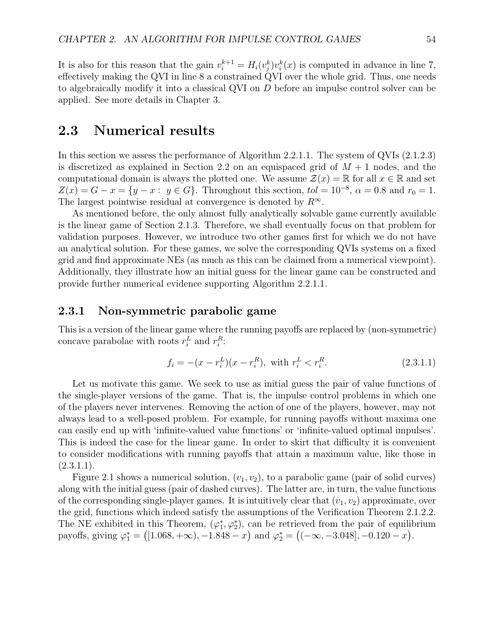 CHAPTER 2. AN ALGORITHM FOR IMPULSE CONTROL GAMES 54
It is also for this reason that the gain $v_i^{k+1} = H_i(v_j^k)v_i^k(x)$ is computed in advance in line 7,
effectively making the QVI in line 8 a constrained QVI over the whole grid. Thus, one needs
to algebraically modify it into a classical QVI on $D$ before an impulse control solver can be
applied. See more details in Chapter 3.
2.3 Numerical results
In this section we assess the performance of Algorithm 2.2.1.1. The system of QVIs (2.1.2.3)
is discretized as explained in Section 2.2 on an equispaced grid of $M + 1$ nodes, and the
computational domain is always the plotted one. We assume $\mathcal{Z}(x) = \mathbb{R}$ for all $x \in \mathbb{R}$ and set
$Z(x) = G - x = \{y - x : y \in G\}$. Throughout this section, $tol = 10^{-8}$, $\alpha = 0.8$ and $r_0 = 1$.
The largest pointwise residual at convergence is denoted by $R^\infty$.
As mentioned before, the only almost fully analytically solvable game currently available
is the linear game of Section 2.1.3. Therefore, we shall eventually focus on that problem for
validation purposes. However, we introduce two other games first for which we do not have
an analytical solution. For these games, we solve the corresponding QVIs systems on a fixed
grid and find approximate NEs (as much as this can be claimed from a numerical viewpoint).
Additionally, they illustrate how an initial guess for the linear game can be constructed and
provide further numerical evidence supporting Algorithm 2.2.1.1.
2.3.1 Non-symmetric parabolic game
This is a version of the linear game where the running payoffs are replaced by (non-symmetric)
concave parabolae with roots $r_i^L$ and $r_i^R$:
$f_i = -(x - r_i^L)(x - r_i^R)$, with $r_i^L < r_i^R$. (2.3.1.1)
Let us motivate this game. We seek to use as initial guess the pair of value functions of
the single-player versions of the game. That is, the impulse control problems in which one
of the players never intervenes. Removing the action of one of the players, however, may not
always lead to a well-posed problem. For example, for running payoffs without maxima one
can easily end up with ‘infinite-valued value functions’ or ‘infinite-valued optimal impulses’.
This is indeed the case for the linear game. In order to skirt that difficulty it is convenient
to consider modifications with running payoffs that attain a maximum value, like those in
(2.3.1.1).
Figure 2.1 shows a numerical solution, $(v_1, v_2)$, to a parabolic game (pair of solid curves)
along with the initial guess (pair of dashed curves). The latter are, in turn, the value functions
of the corresponding single-player games. It is intuitively clear that $(v_1, v_2)$ approximate, over
the grid, functions which indeed satisfy the assumptions of the Verification Theorem 2.1.2.2.
The NE exhibited in this Theorem, $(\varphi_1^*, \varphi_2^*)$, can be retrieved from the pair of equilibrium
payoffs, giving $\varphi_1^* = ([1.068, +\infty), -1.848 - x)$ and $\varphi_2^* = ((-\infty, -3.048], -0.120 - x)$.